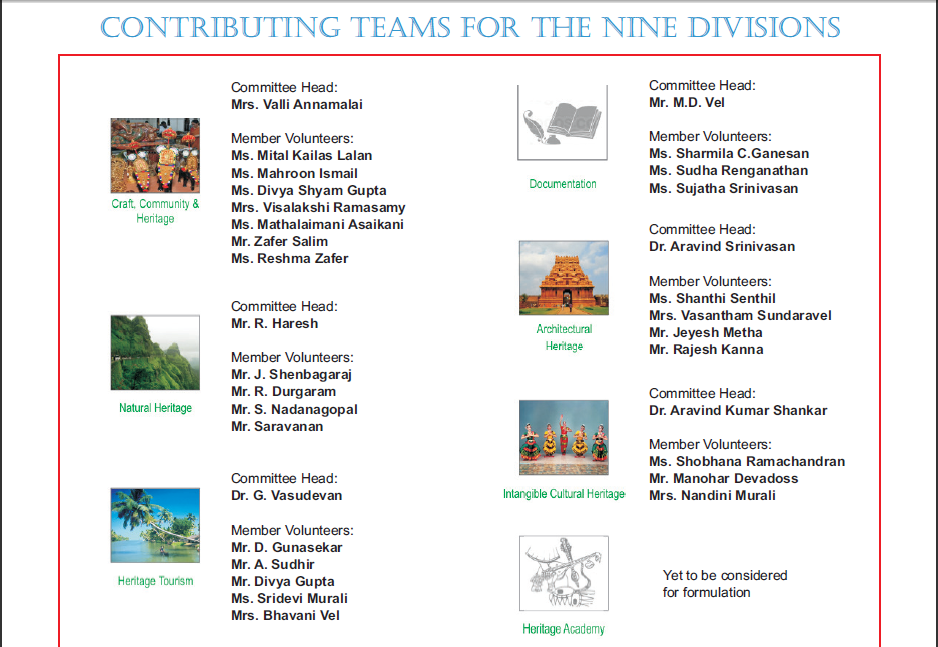 CONTRIBUTING TEAMS FOR THE NINE DIVISIONS
Craft, Community &
Heritage
Committee Head:
Mrs. Valli Annamalai
Member Volunteers:
Ms. Mital Kailas Lalan
Ms. Mahroon Ismail
Ms. Divya Shyam Gupta
Mrs. Visalakshi Ramasamy
Ms. Mathalaimani Asaikani
Mr. Zafer Salim
Ms. Reshma Zafer
Natural Heritage
Committee Head:
Mr. R. Haresh
Member Volunteers:
Mr. J. Shenbagaraj
Mr. R. Durgaram
Mr. S. Nadanagopal
Mr. Saravanan
Heritage Tourism
Committee Head:
Dr. G. Vasudevan
Member Volunteers:
Mr. D. Gunasekar
Mr. A. Sudhir
Mr. Divya Gupta
Ms. Sridevi Murali
Mrs. Bhavani Vel
Documentation
Committee Head:
Mr. M.D. Vel
Member Volunteers:
Ms. Sharmila C.Ganesan
Ms. Sudha Renganathan
Ms. Sujatha Srinivasan
Architectural
Heritage
Committee Head:
Dr. Aravind Srinivasan
Member Volunteers:
Ms. Shanthi Senthil
Mrs. Vasantham Sundaravel
Mr. Jeyesh Metha
Mr. Rajesh Kanna
Intangible Cultural Heritage
Committee Head:
Dr. Aravind Kumar Shankar
Member Volunteers:
Ms. Shobhana Ramachandran
Mr. Manohar Devadoss
Mrs. Nandini Murali
Heritage Academy
Yet to be considered
for formulation